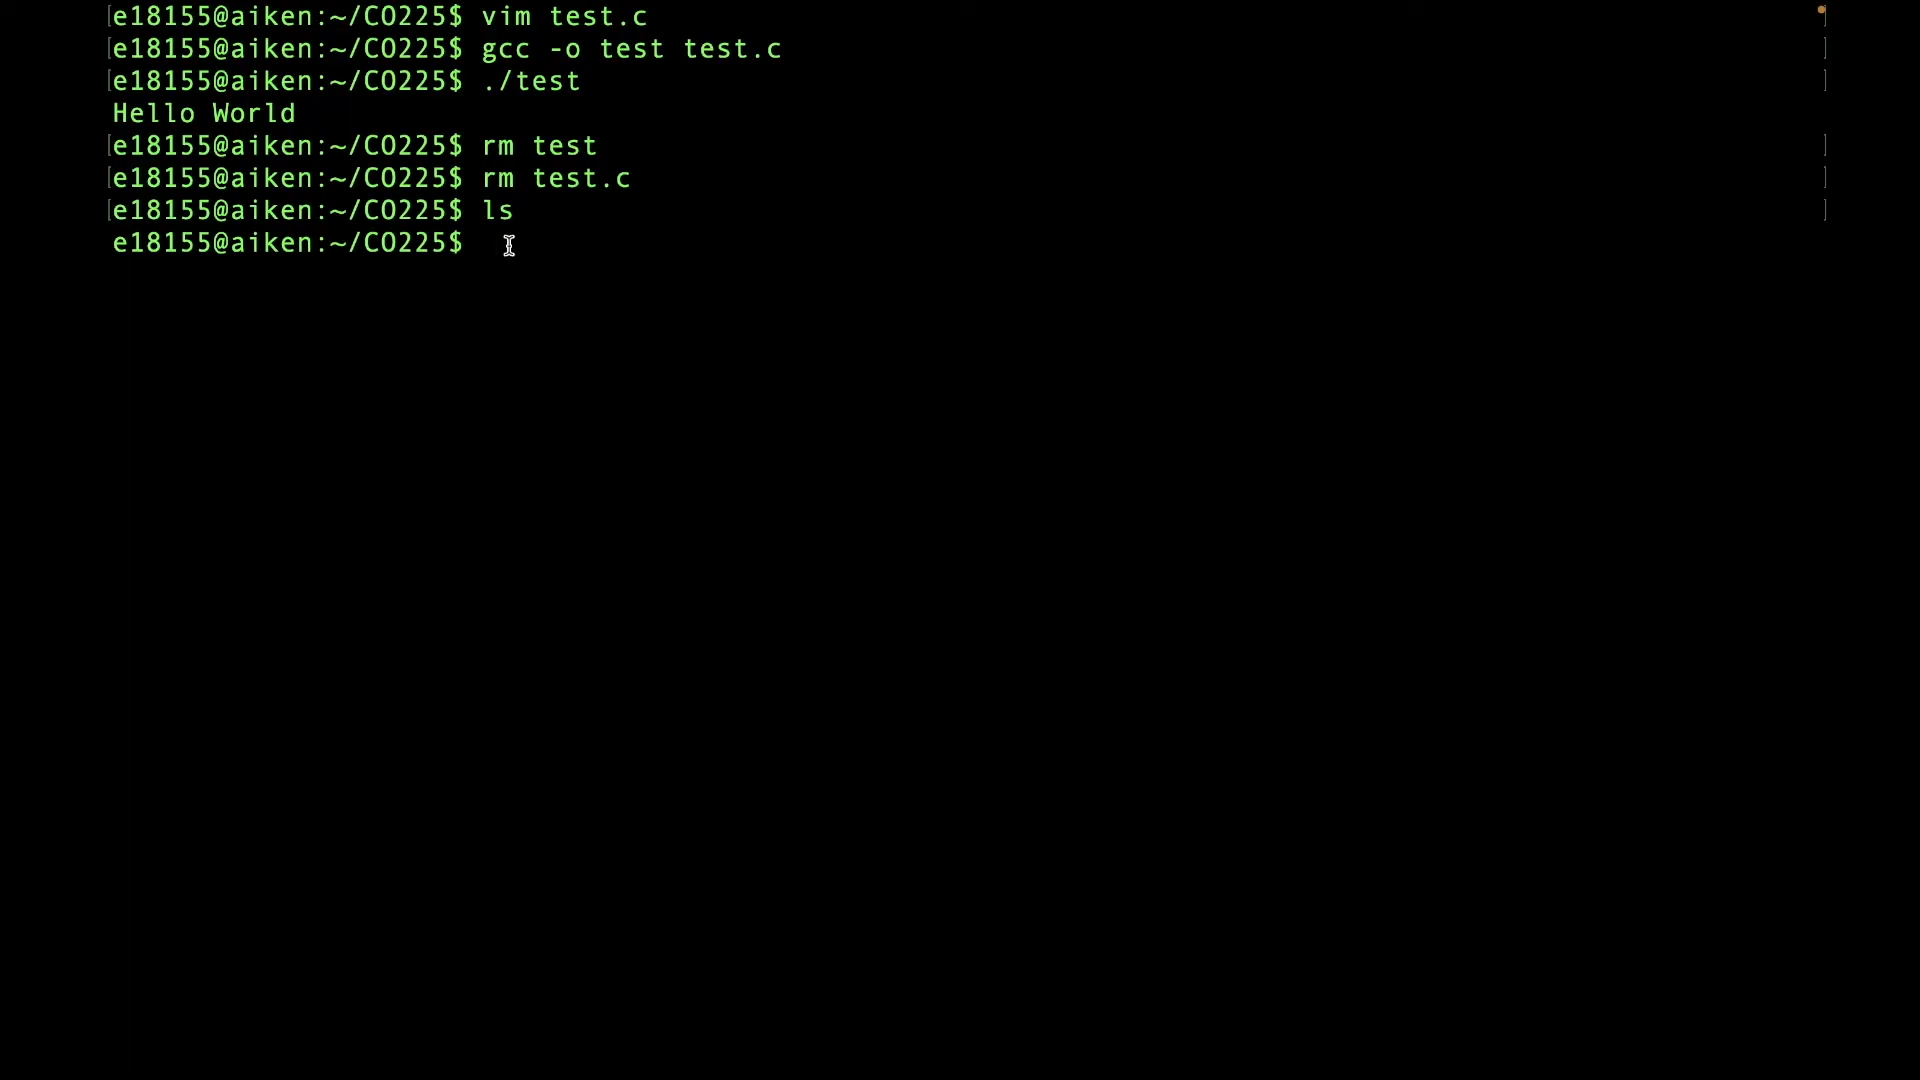 [e18155@aiken:~/CO225$ vim test.c ]
[e18155@aiken:~/CO225$ gcc -o test test.c ]
[e18155@aiken:~/CO225$ ./test ]
Hello World
[e18155@aiken:~/CO225$ rm test ]
[e18155@aiken:~/CO225$ rm test.c ]
[e18155@aiken:~/CO225$ ls ]
e18155@aiken:~/CO225$